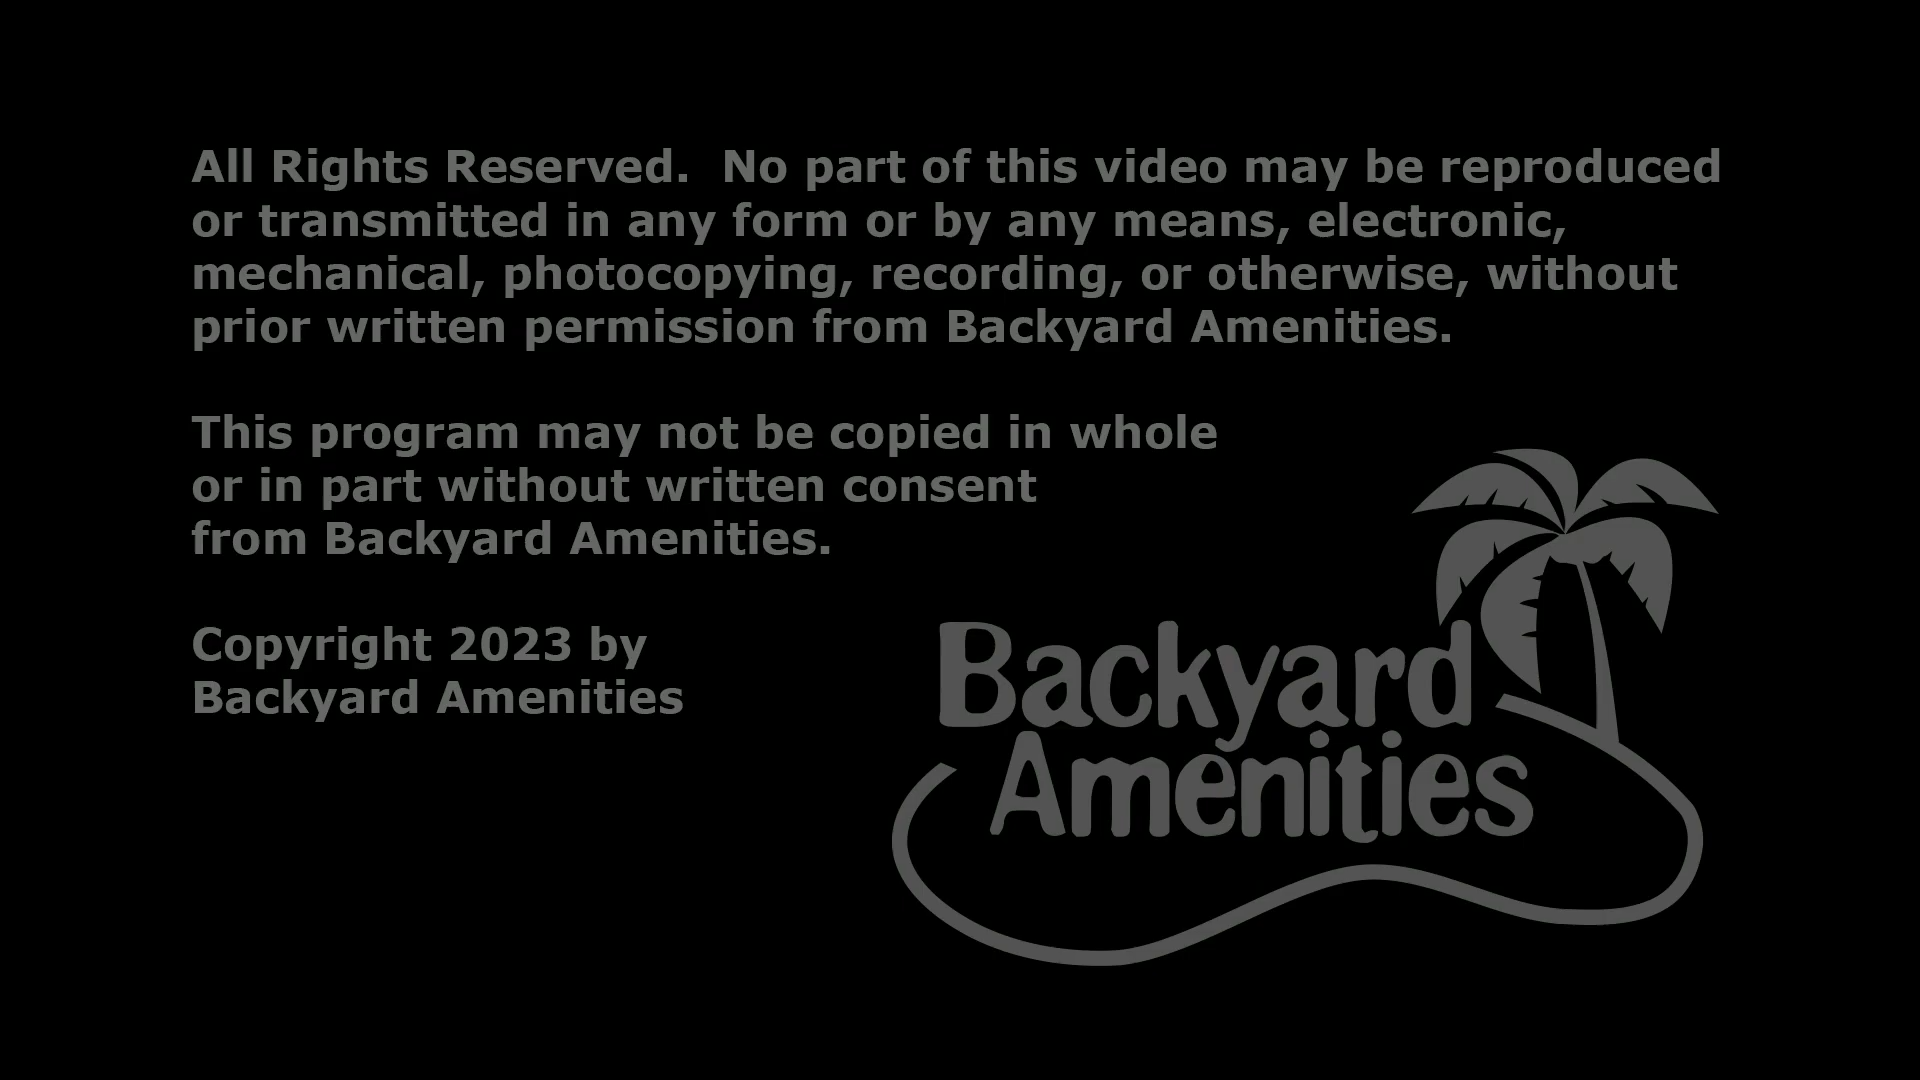 All Rights Reserved.  No part of this video may be reproduced
or transmitted in any form or by any means, electronic,
mechanical, photocopying, recording, or otherwise, without
prior written permission from Backyard Amenities.
This program may not be copied in whole
or in part without written consent
from Backyard Amenities.
Copyright 2023 by
Backyard Amenities
Backyard
Amenities